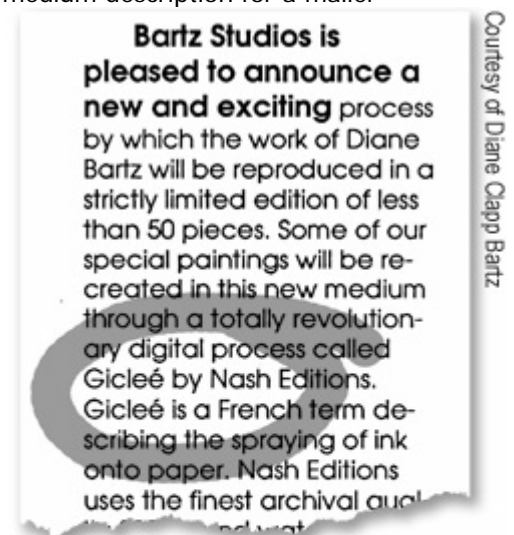 medium description for a mailer
Bartz Studios is
pleased to announce a
new and exciting process
by which the work of Diane
Bartz will be reproduced in a
strictly limited edition of less
than 50 pieces. Some of our
special paintings will be re-
created in this new medium
through a totally revolution-
ary digital process called
Gicleé by Nash Editions.
Gicleé is a French term de-
scribing the spraying of ink
onto paper. Nash Editions
uses the finest archival qual
Courtesy of Diane Clapp Bartz